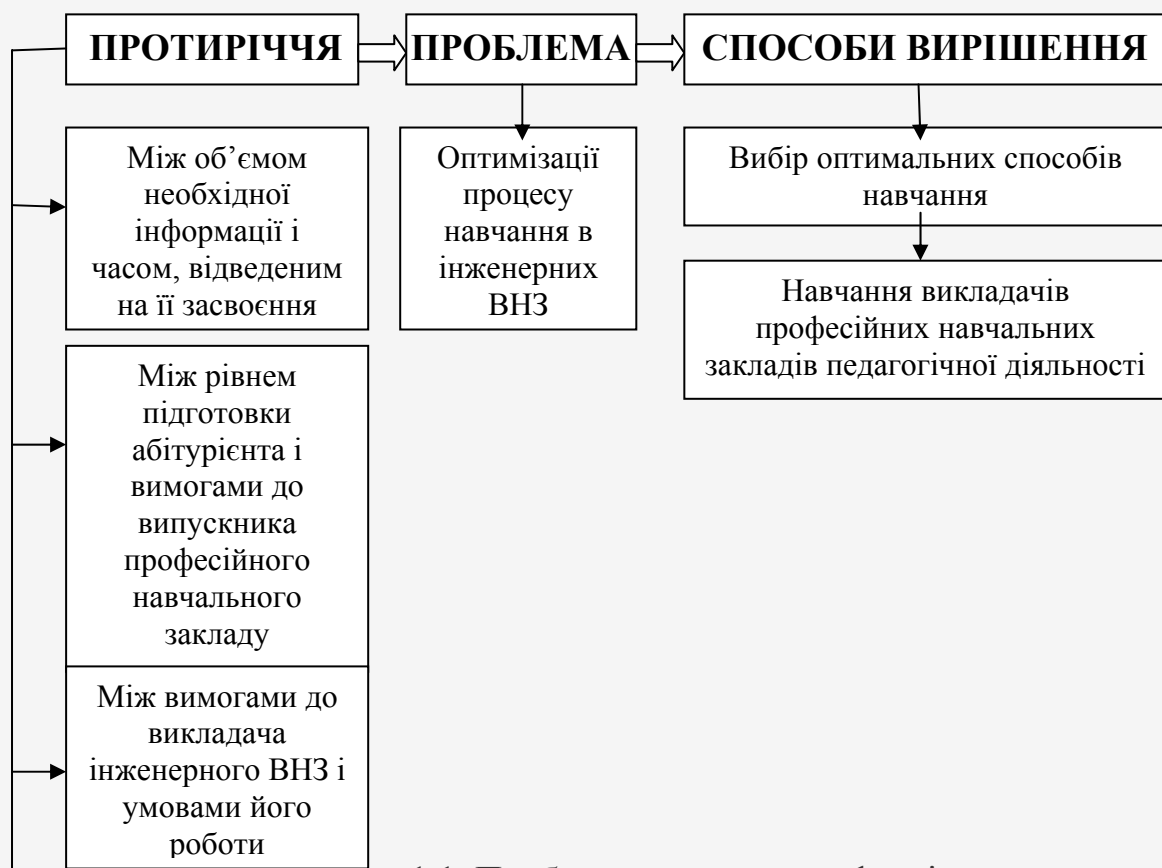 ПРОТИРІЧЧЯ
ПРОБЛЕМА
СПОСОБИ ВИРІШЕННЯ
Між об’ємом
необхідної
інформації і
часом, відведеним
на її засвоєння
Між рівнем
підготовки
абітурієнта і
вимогами до
випускника
професійного
навчального
закладу
Між вимогами до
викладача
інженерного ВНЗ і
умовами його
роботи
Оптимізації
процесу
навчання в
інженерних
ВНЗ
Вибір оптимальних способів
навчання
Навчання викладачів
професійних навчальних
закладів педагогічної діяльності